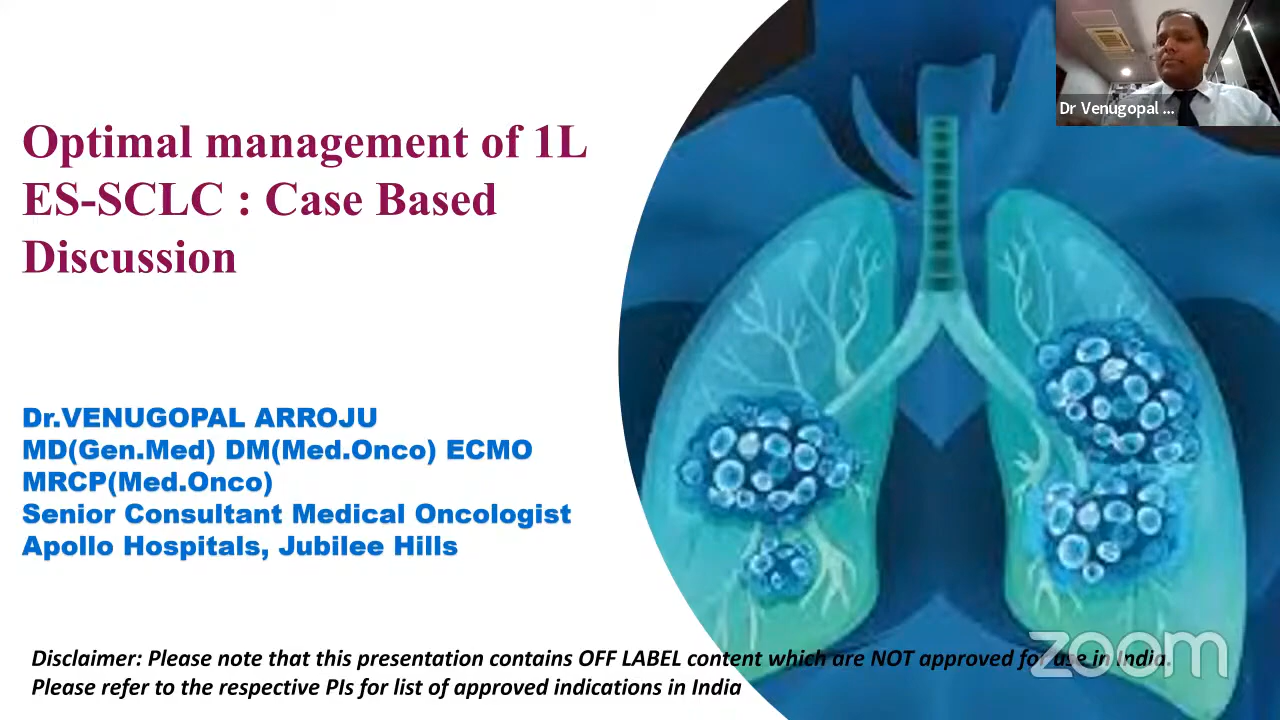 Dr Venugopal ...
Optimal management of 1L
ES-SCLC : Case Based
Discussion
Dr.VENUGOPAL ARROJU
MD(Gen.Med) DM(Med.Onco) ECMO
MRCP(Med.Onco)
Senior Consultant Medical Oncologist
Apollo Hospitals, Jubilee Hills
Disclaimer: Please note that this presentation contains OFF LABEL content which are NOT approved for use in India.
Please refer to the respective PIs for list of approved indications in India
zoom